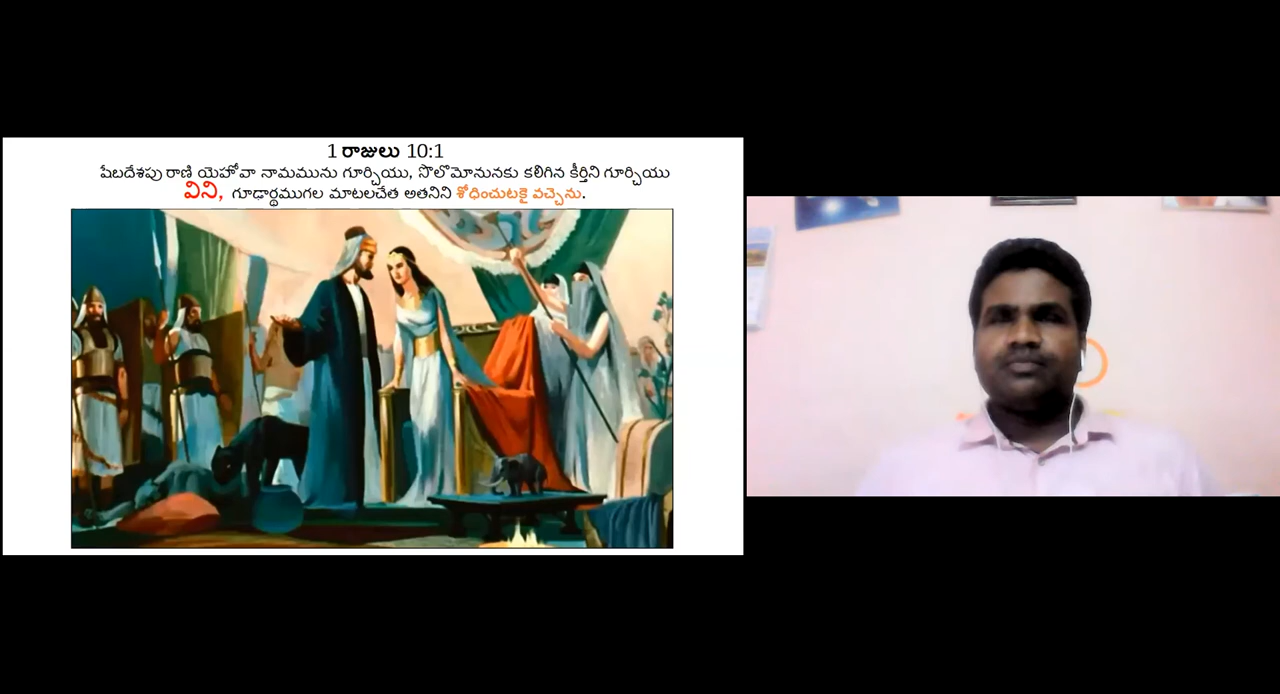 1 రాజులు 10:1
షేబదేశపు రాణి యెహోవా నామమును గూర్చియు, సొలొమోనునకు కలిగిన కీర్తిని గూర్చియు
విని, గూఢార్థముగల మాటలచేత అతనిని శోధించుటకై వచ్చెను.